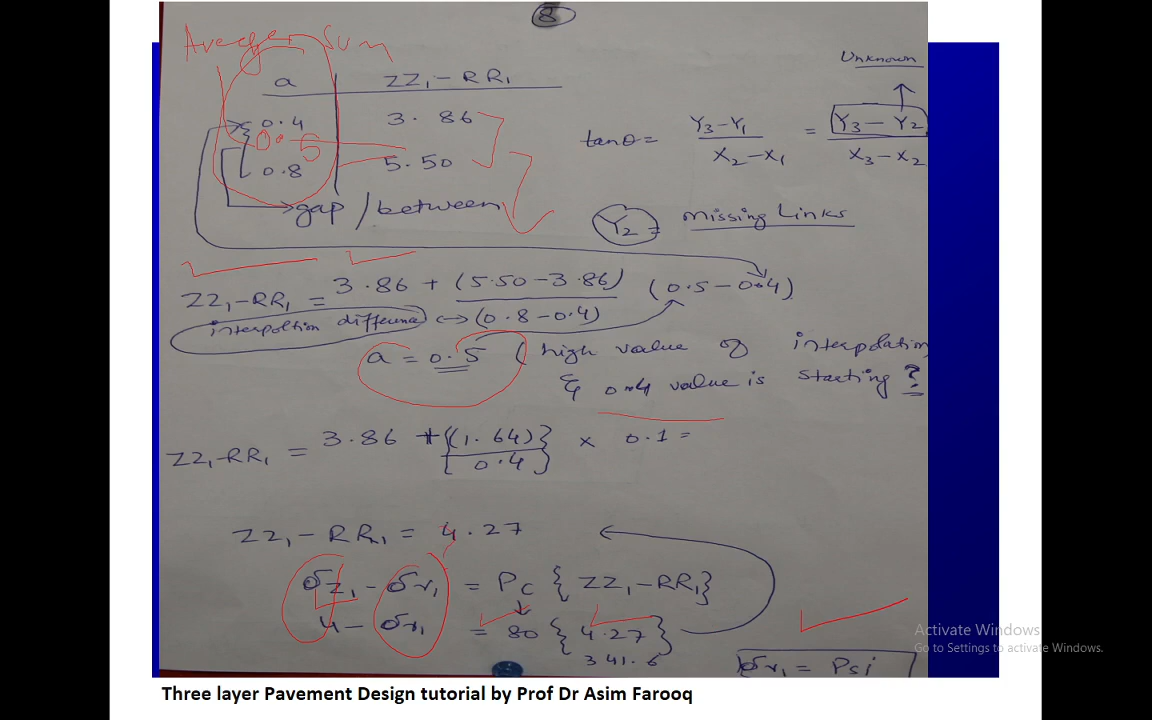 8
Average Sum
a ZZ₁-RR₁
0.4 3.86
0.5
0.8 5.50
gap / between
Unknown
tanθ = Y₃-Y₁ / X₂-X₁ = Y₃-Y₂ / X₃-X₂
Y₂ = missing Links
ZZ₁-RR₁ = 3.86 + (5.50-3.86) / (0.8-0.4) (0.5-0.4)
interpoltion difference ↔
a = 0.5 ( high value of interpolation
& 0.4 value is starting ?
ZZ₁-RR₁ = 3.86 + {(1.64) / 0.4} x 0.1 =
ZZ₁-RR₁ = 4.27
σz₁ - σr₁ = Pc { ZZ₁-RR₁}
4 - σr₁ = 80 { 4.27 }
341.6
σr₁ = Psi
Activate Windows
Go to Settings to activate Windows.
Three layer Pavement Design tutorial by Prof Dr Asim Farooq